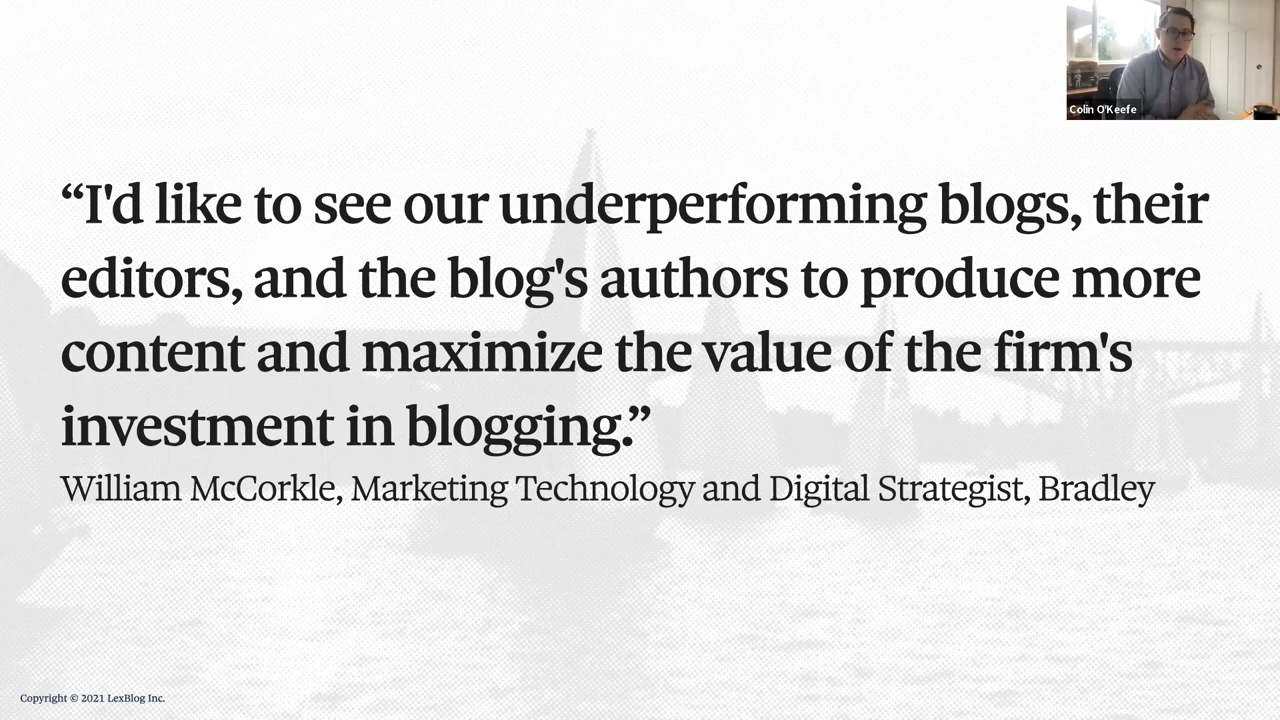 Colin O'Keefe
“I'd like to see our underperforming blogs, their
editors, and the blog's authors to produce more
content and maximize the value of the firm's
investment in blogging.”
William McCorkle, Marketing Technology and Digital Strategist, Bradley
Copyright © 2021 LexBlog Inc.